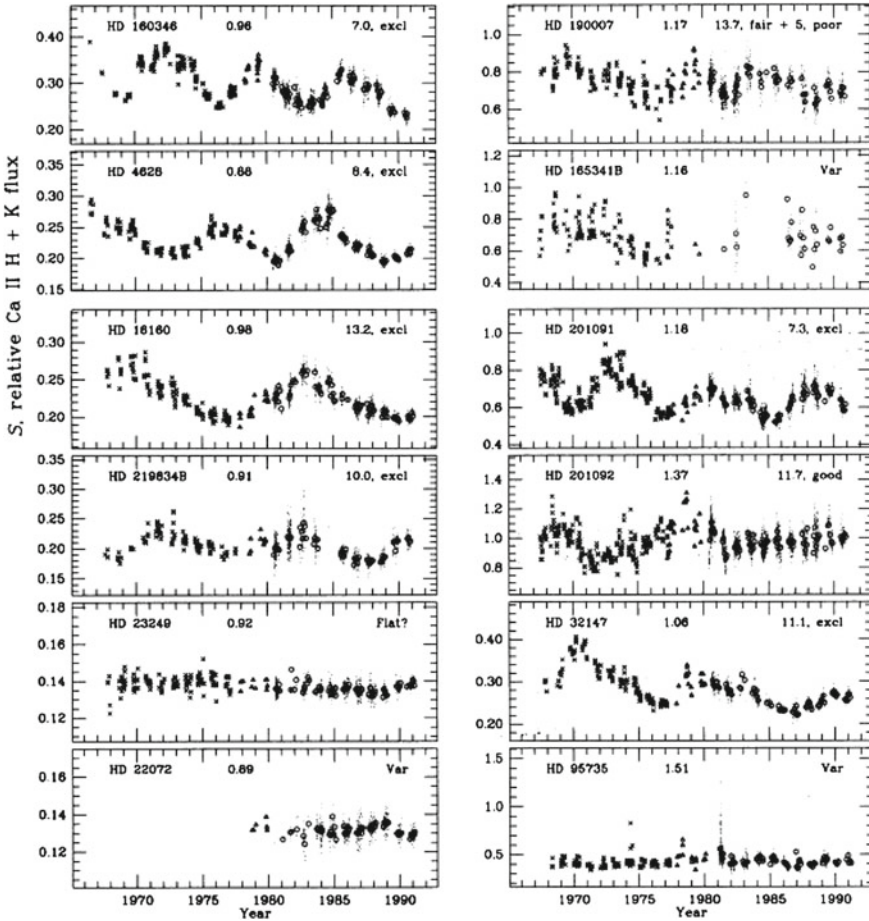 S, relative Ca II H + K flux
HD 160346 0.96 7.0, excl
0.40
0.30
0.20
HD 4628 0.88 8.4, excl
0.30
0.25
0.20
0.15
HD 16160 0.98 13.2, excl
0.30
0.25
0.20
HD 219834B 0.91 10.0, excl
0.35
0.30
0.25
0.20
0.15
HD 23249 0.92 Flat?
0.18
0.16
0.14
0.12
HD 22072 0.89 Var
0.16
0.14
0.13
0.12
1970 1975 1980 1985 1990
Year
HD 190007 1.17 13.7, fair + 5, poor
1.0
0.8
0.6
HD 165341B 1.16 Var
1.2
1.0
0.8
0.6
0.4
HD 201091 1.18 7.3, excl
1.0
0.8
0.6
0.4
HD 201092 1.37 11.7, good
1.4
1.2
1.0
0.8
HD 32147 1.06 11.1, excl
0.40
0.30
0.20
HD 95735 1.51 Var
1.5
1.0
0.5
1970 1975 1980 1985 1990
Year